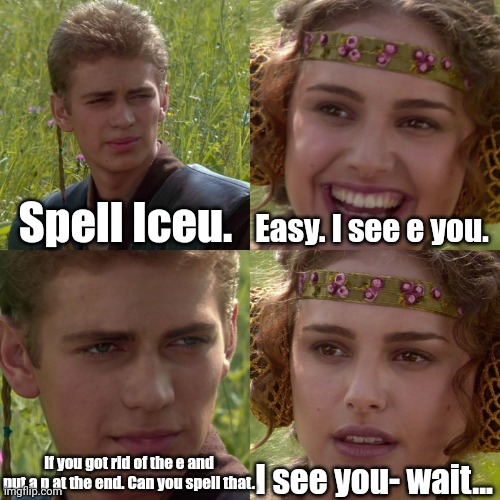 Spell Iceu.
Easy. I see e you.
If you got rid of the e and
put a p at the end. Can you spell that.
I see you- wait...
imgflip.com